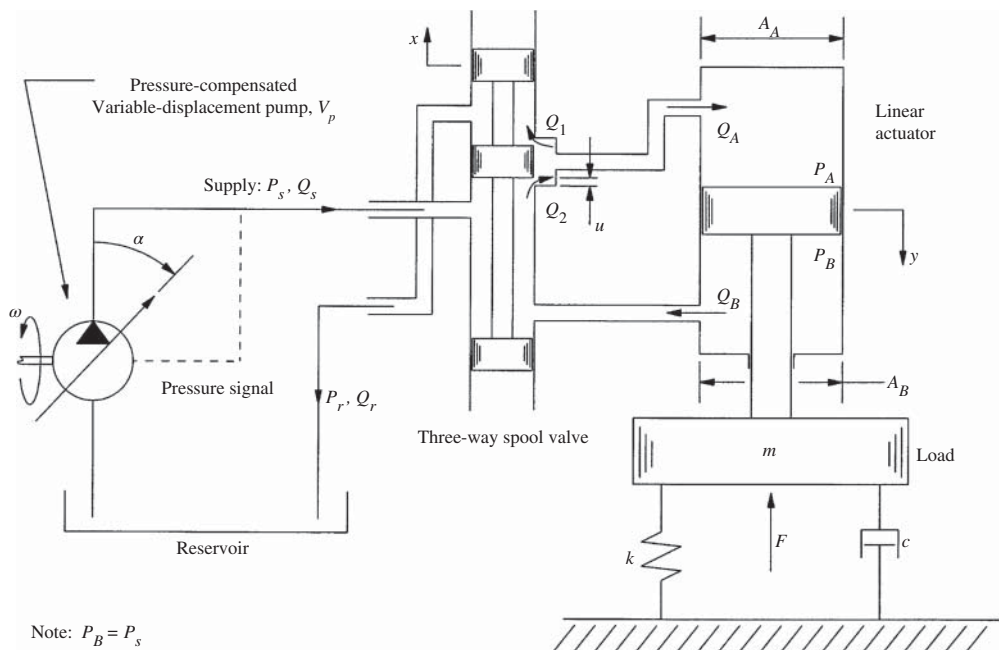 A_A
x
Pressure-compensated
Variable-displacement pump, V_p
Linear
actuator
Q_1
Q_A
P_A
Supply: P_s, Q_s
Q_2
u
α
P_B
y
ω
Q_B
Pressure signal
P_r, Q_r
A_B
Three-way spool valve
m
Load
Reservoir
k
F
c
Note: P_B = P_s